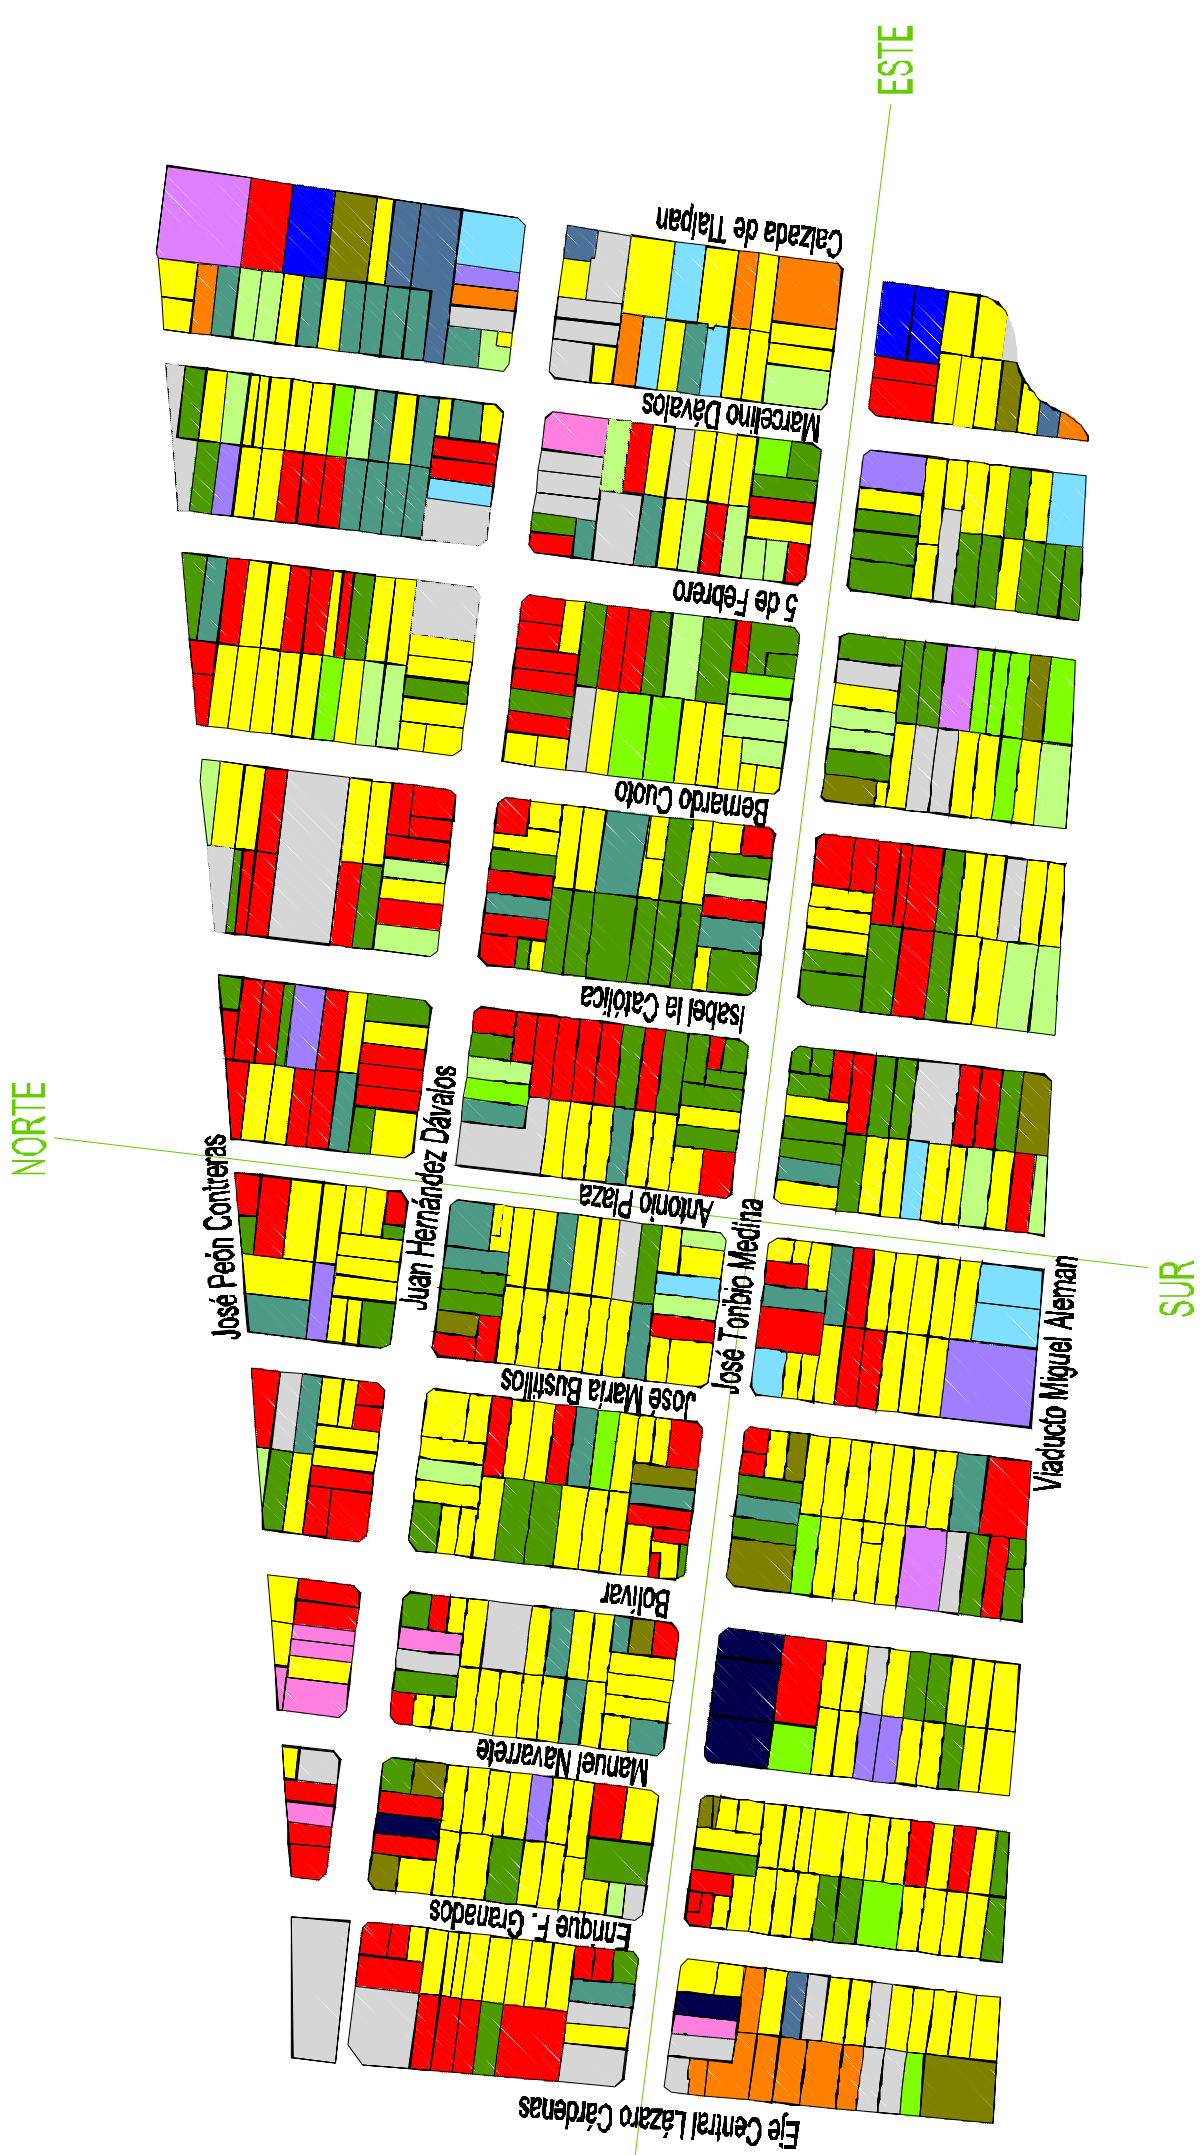 ESTE
Calzada de Tlalpan
Marcelino Dávalos
5 de Febrero
Bernardo Cuoto
Isabel la Católica
NORTE
José Peón Contreras
Juan Hernández Dávalos
Antonio Plaza
José Toribio Medina
SUR
Viaducto Miguel Aleman
José María Bustillos
Bolívar
Manuel Navarrete
Enrique F. Granados
Eje Central Lázaro Cárdenas